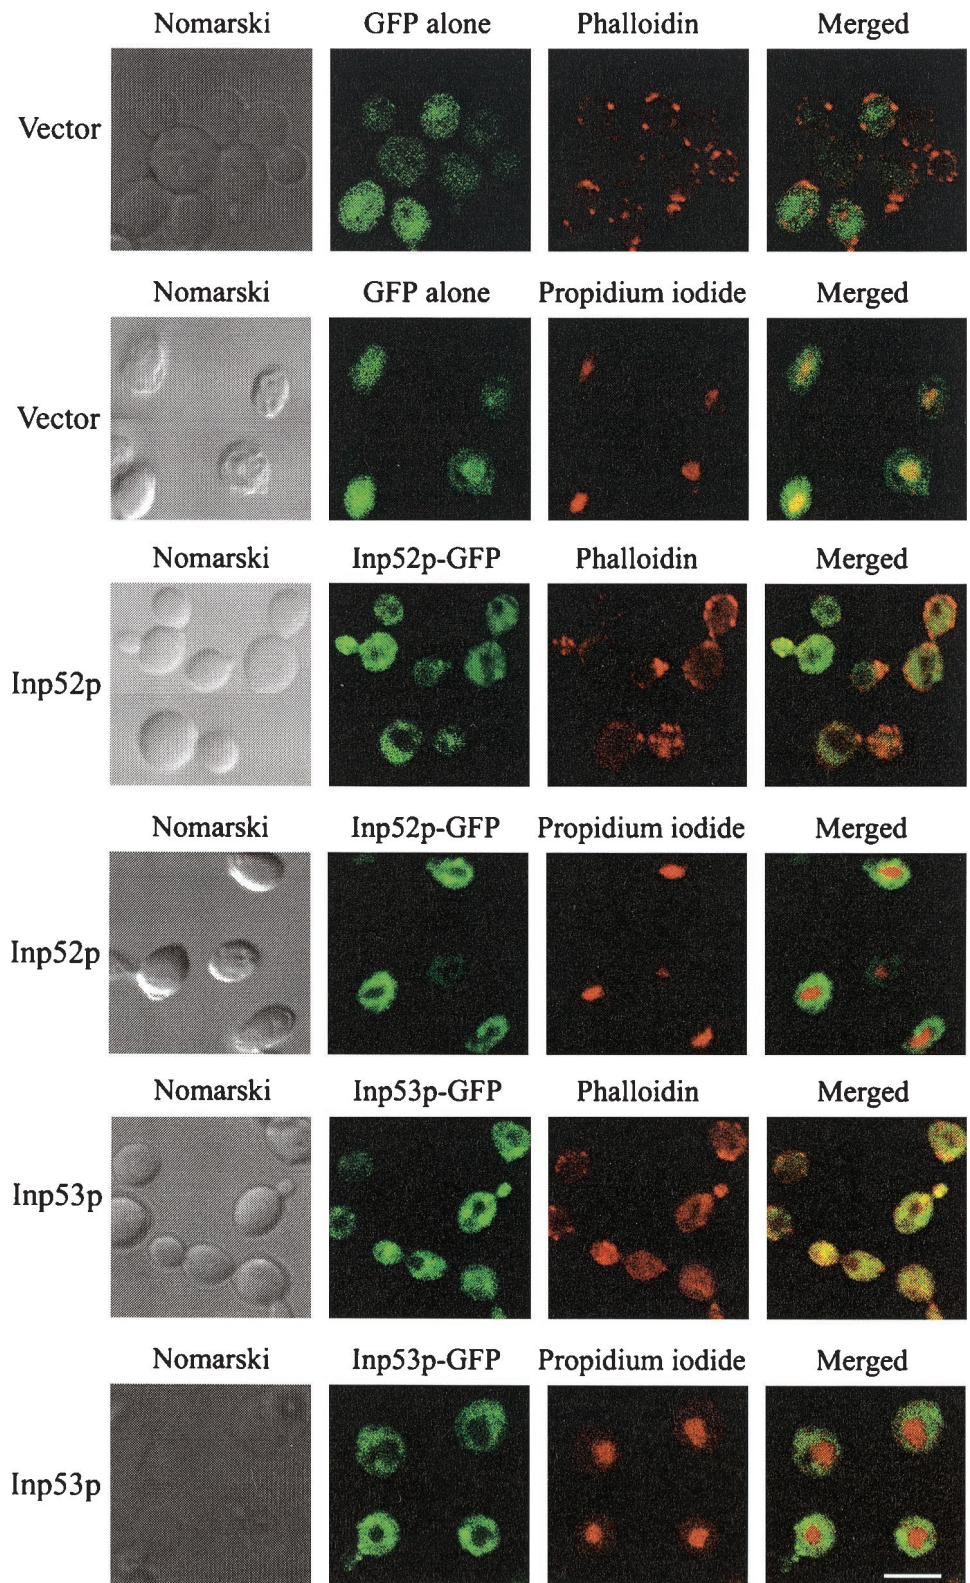 Nomarski GFP alone Phalloidin Merged
Vector
Nomarski GFP alone Propidium iodide Merged
Vector
Nomarski Inp52p-GFP Phalloidin Merged
Inp52p
Nomarski Inp52p-GFP Propidium iodide Merged
Inp52p
Nomarski Inp53p-GFP Phalloidin Merged
Inp53p
Nomarski Inp53p-GFP Propidium iodide Merged
Inp53p